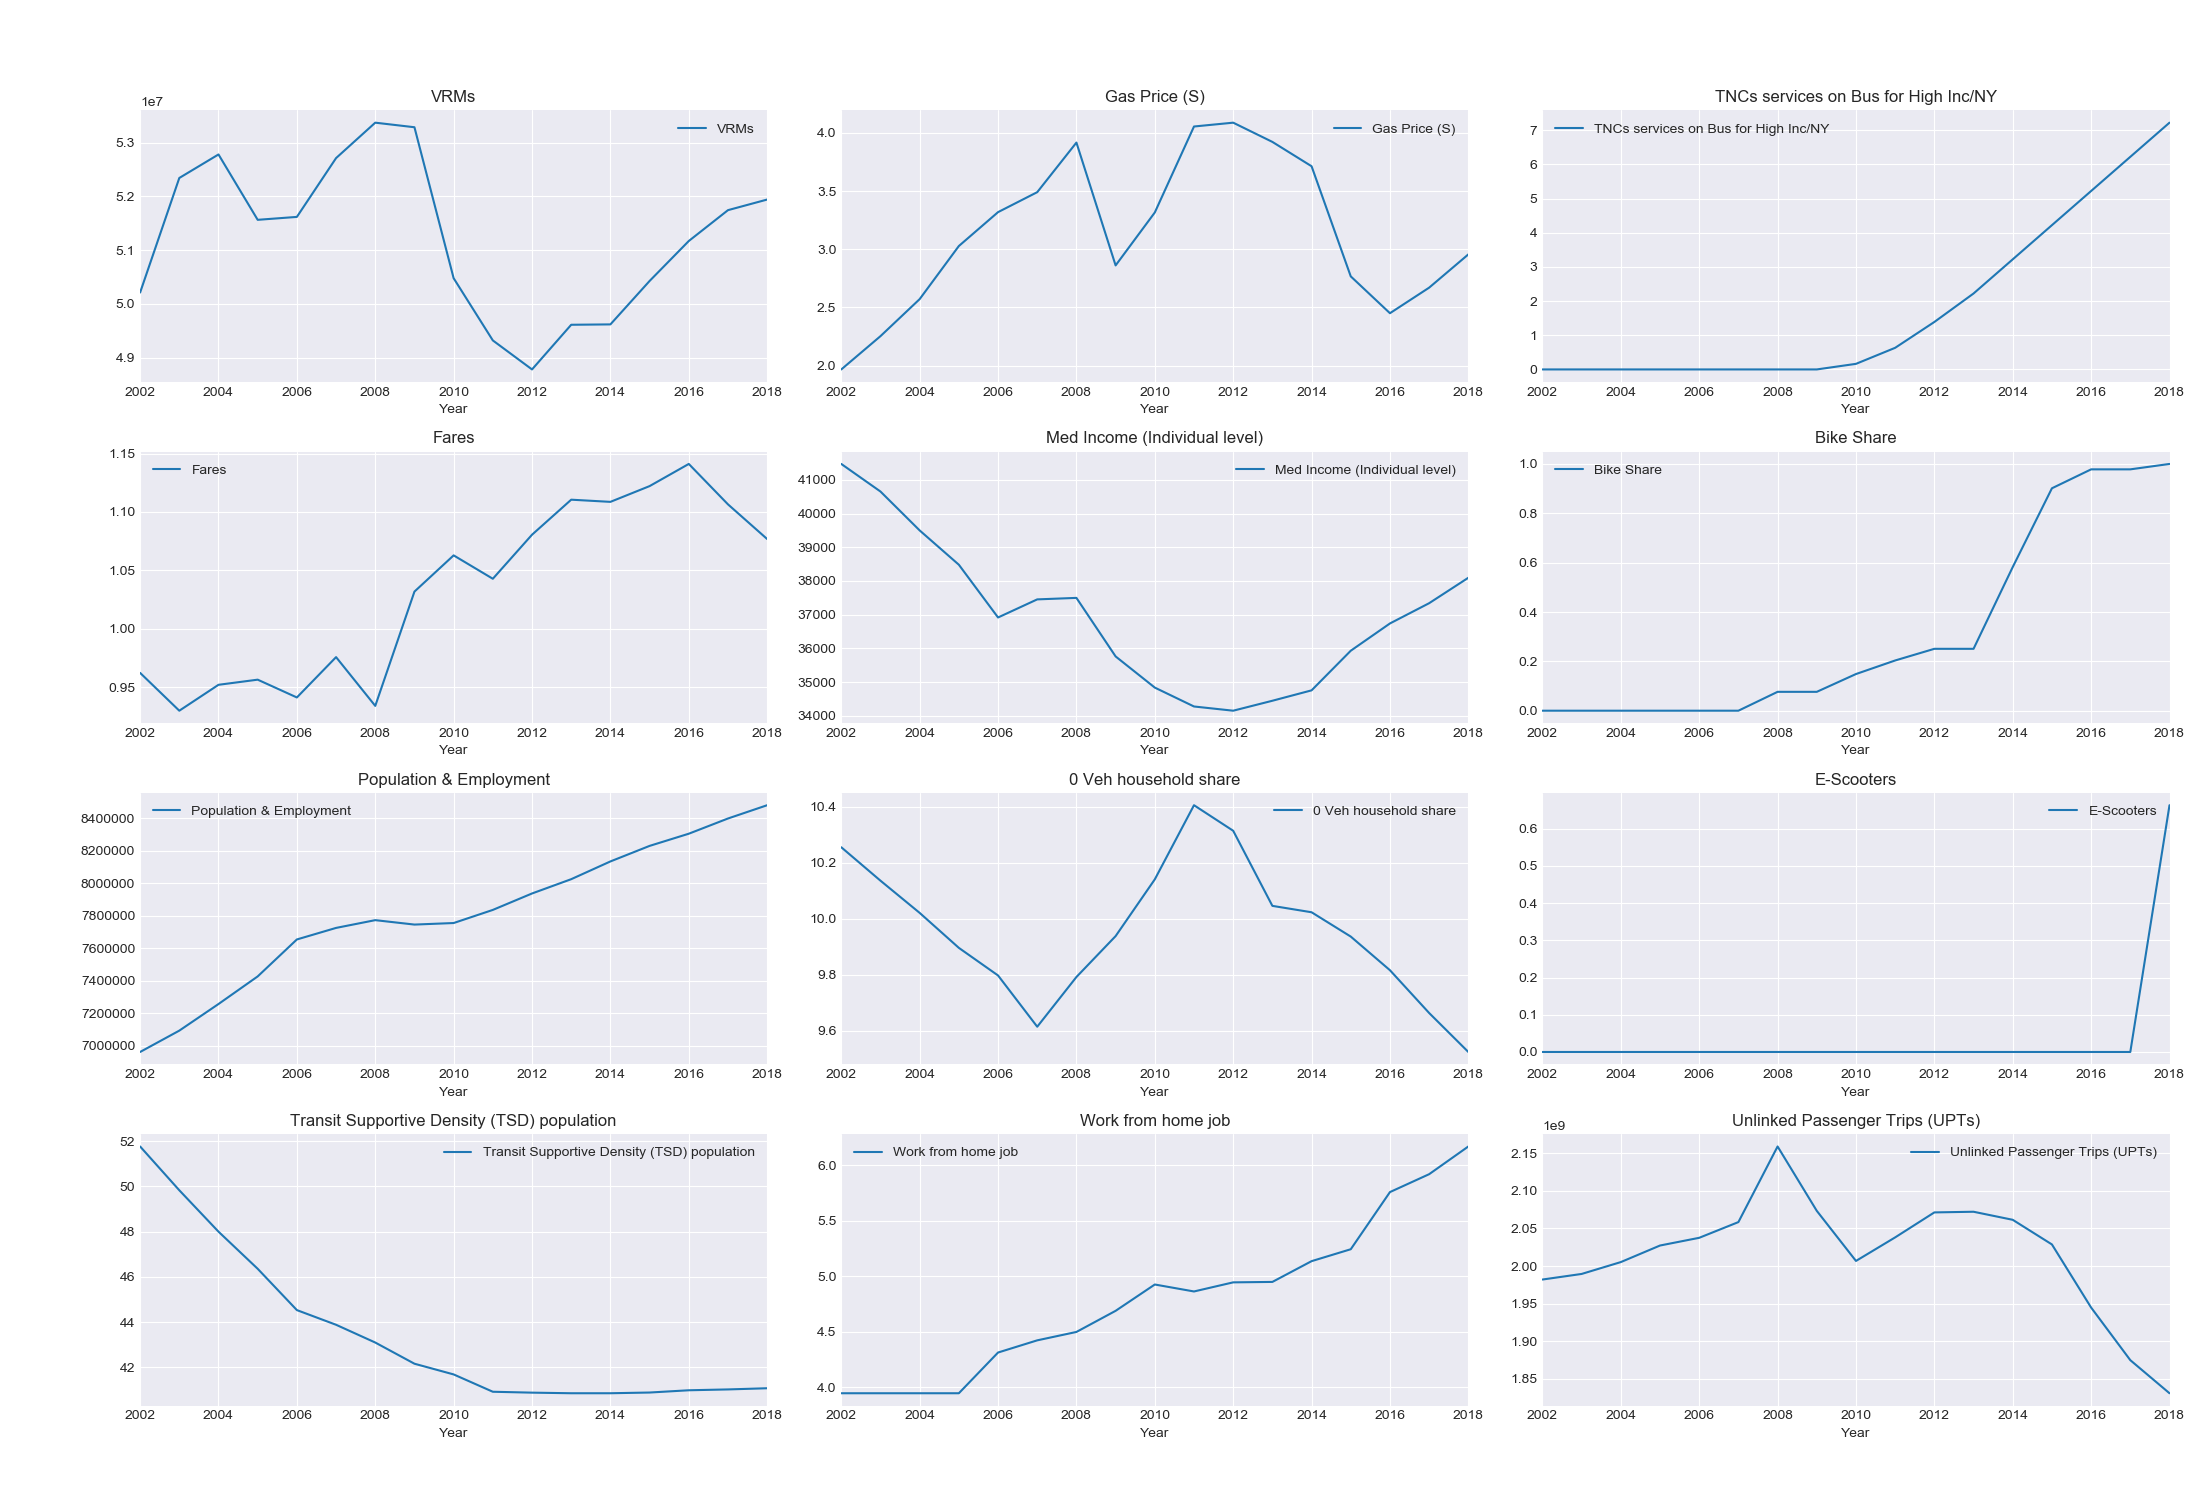 VRMs
1e7
VRMs
5.3
5.2
5.1
5.0
4.9
2002 2004 2006 2008 2010 2012 2014 2016 2018
Year
Gas Price (S)
Gas Price (S)
4.0
3.5
3.0
2.5
2.0
2002 2004 2006 2008 2010 2012 2014 2016 2018
Year
TNCs services on Bus for High Inc/NY
TNCs services on Bus for High Inc/NY
7
6
5
4
3
2
1
0
2002 2004 2006 2008 2010 2012 2014 2016 2018
Year
Fares
Fares
1.15
1.10
1.05
1.00
0.95
2002 2004 2006 2008 2010 2012 2014 2016 2018
Year
Med Income (Individual level)
Med Income (Individual level)
41000
40000
39000
38000
37000
36000
35000
34000
2002 2004 2006 2008 2010 2012 2014 2016 2018
Year
Bike Share
Bike Share
1.0
0.8
0.6
0.4
0.2
0.0
2002 2004 2006 2008 2010 2012 2014 2016 2018
Year
Population & Employment
Population & Employment
8400000
8200000
8000000
7800000
7600000
7400000
7200000
7000000
2002 2004 2006 2008 2010 2012 2014 2016 2018
Year
0 Veh household share
0 Veh household share
10.4
10.2
10.0
9.8
9.6
2002 2004 2006 2008 2010 2012 2014 2016 2018
Year
E-Scooters
E-Scooters
0.6
0.5
0.4
0.3
0.2
0.1
0.0
2002 2004 2006 2008 2010 2012 2014 2016 2018
Year
Transit Supportive Density (TSD) population
Transit Supportive Density (TSD) population
52
50
48
46
44
42
2002 2004 2006 2008 2010 2012 2014 2016 2018
Year
Work from home job
Work from home job
6.0
5.5
5.0
4.5
4.0
2002 2004 2006 2008 2010 2012 2014 2016 2018
Year
Unlinked Passenger Trips (UPTs)
1e9
Unlinked Passenger Trips (UPTs)
2.15
2.10
2.05
2.00
1.95
1.90
1.85
2002 2004 2006 2008 2010 2012 2014 2016 2018
Year